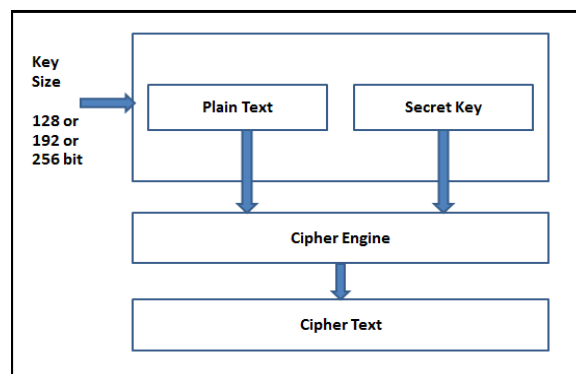 Key
Size
128 or
192 or
256 bit
Plain Text
Secret Key
Cipher Engine
Cipher Text